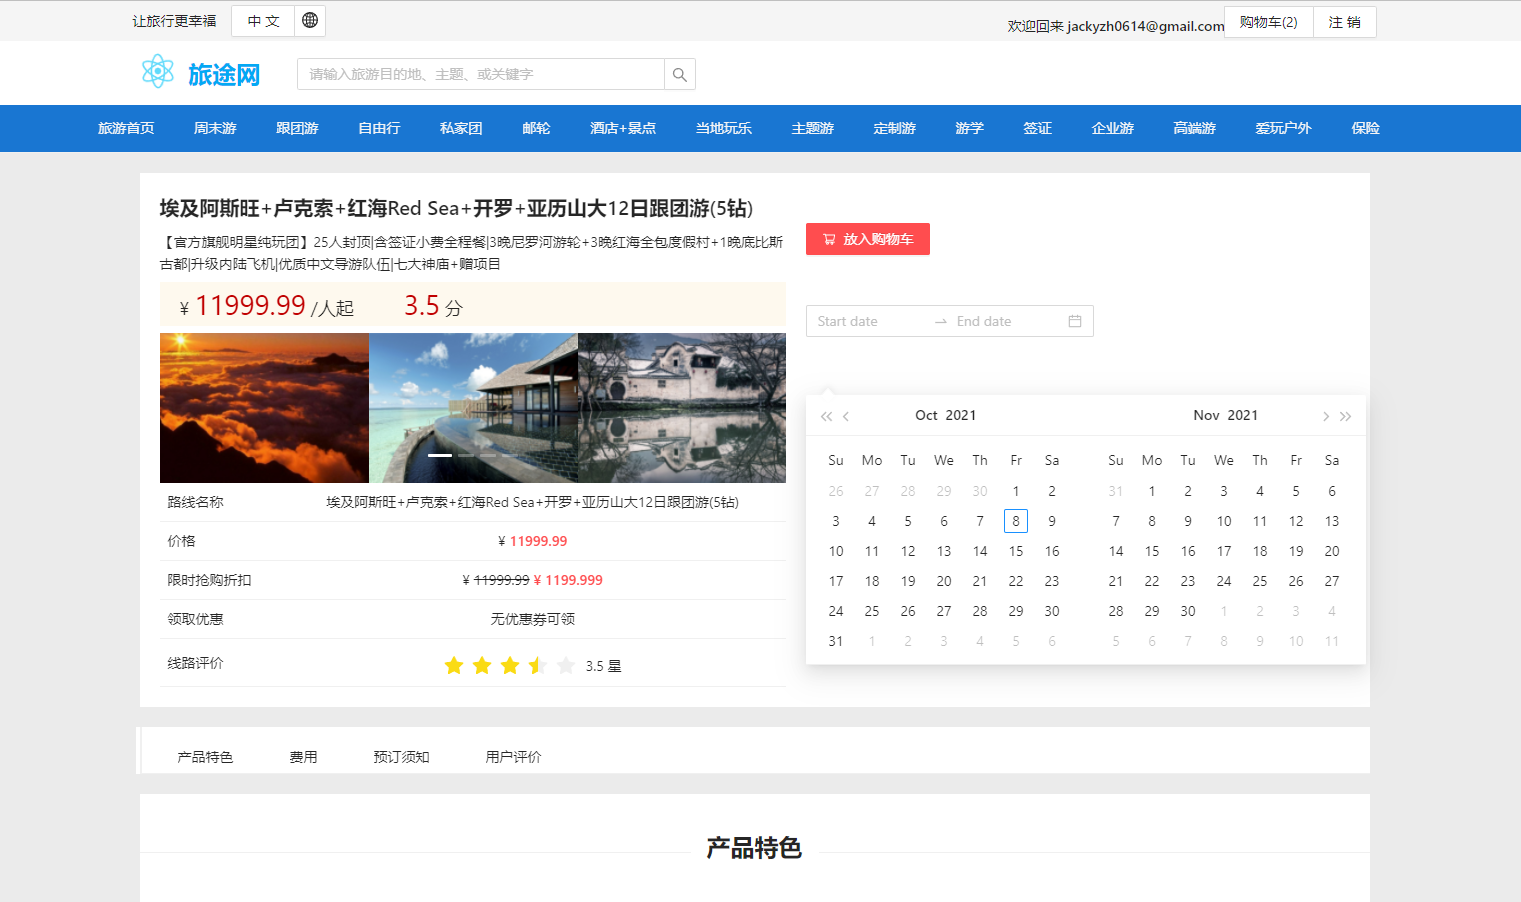 让旅行更幸福 中 文 欢迎回来 jackyzh0614@gmail.com 购物车(2) 注 销
旅途网 请输入旅游目的地、主题、或关键字
旅游首页 周末游 跟团游 自由行 私家团 邮轮 酒店+景点 当地玩乐 主题游 定制游 游学 签证 企业游 高端游 爱玩户外 保险
埃及阿斯旺+卢克索+红海Red Sea+开罗+亚历山大12日跟团游(5钻)
【官方旗舰明星纯玩团】25人封顶|含签证小费全程餐|3晚尼罗河游轮+3晚红海全包度假村+1晚底比斯
古都|升级内陆飞机|优质中文导游队伍|七大神庙+赠项目
¥ 11999.99 /人起 3.5 分
路线名称 埃及阿斯旺+卢克索+红海Red Sea+开罗+亚历山大12日跟团游(5钻)
价格 ¥ 11999.99
限时抢购折扣 ¥ 11999.99 ¥ 1199.999
领取优惠 无优惠券可领
线路评价 3.5 星
放入购物车
Start date End date
Oct 2021 Nov 2021
Su Mo Tu We Th Fr Sa Su Mo Tu We Th Fr Sa
26 27 28 29 30 1 2 31 1 2 3 4 5 6
3 4 5 6 7 8 9 7 8 9 10 11 12 13
10 11 12 13 14 15 16 14 15 16 17 18 19 20
17 18 19 20 21 22 23 21 22 23 24 25 26 27
24 25 26 27 28 29 30 28 29 30 1 2 3 4
31 1 2 3 4 5 6 5 6 7 8 9 10 11
产品特色 费用 预订须知 用户评价
产品特色